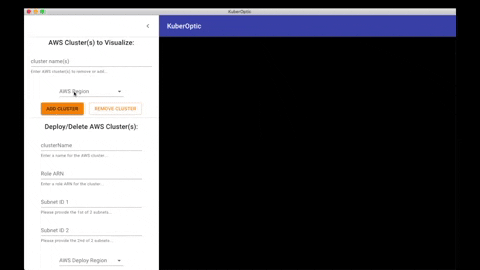 KuberOptic
KuberOptic
AWS Cluster(s) to Visualize:
cluster name(s)
Enter AWS cluster(s) to remove or add...
AWS Region
ADD CLUSTER
REMOVE CLUSTER
Deploy/Delete AWS Cluster(s):
clusterName
Enter a name for the AWS cluster...
Role ARN
Enter a role ARN for the cluster...
Subnet ID 1
Please provide the 1st of 2 subnets...
Subnet ID 2
Please provide the 2nd of 2 subnets...
AWS Deploy Region